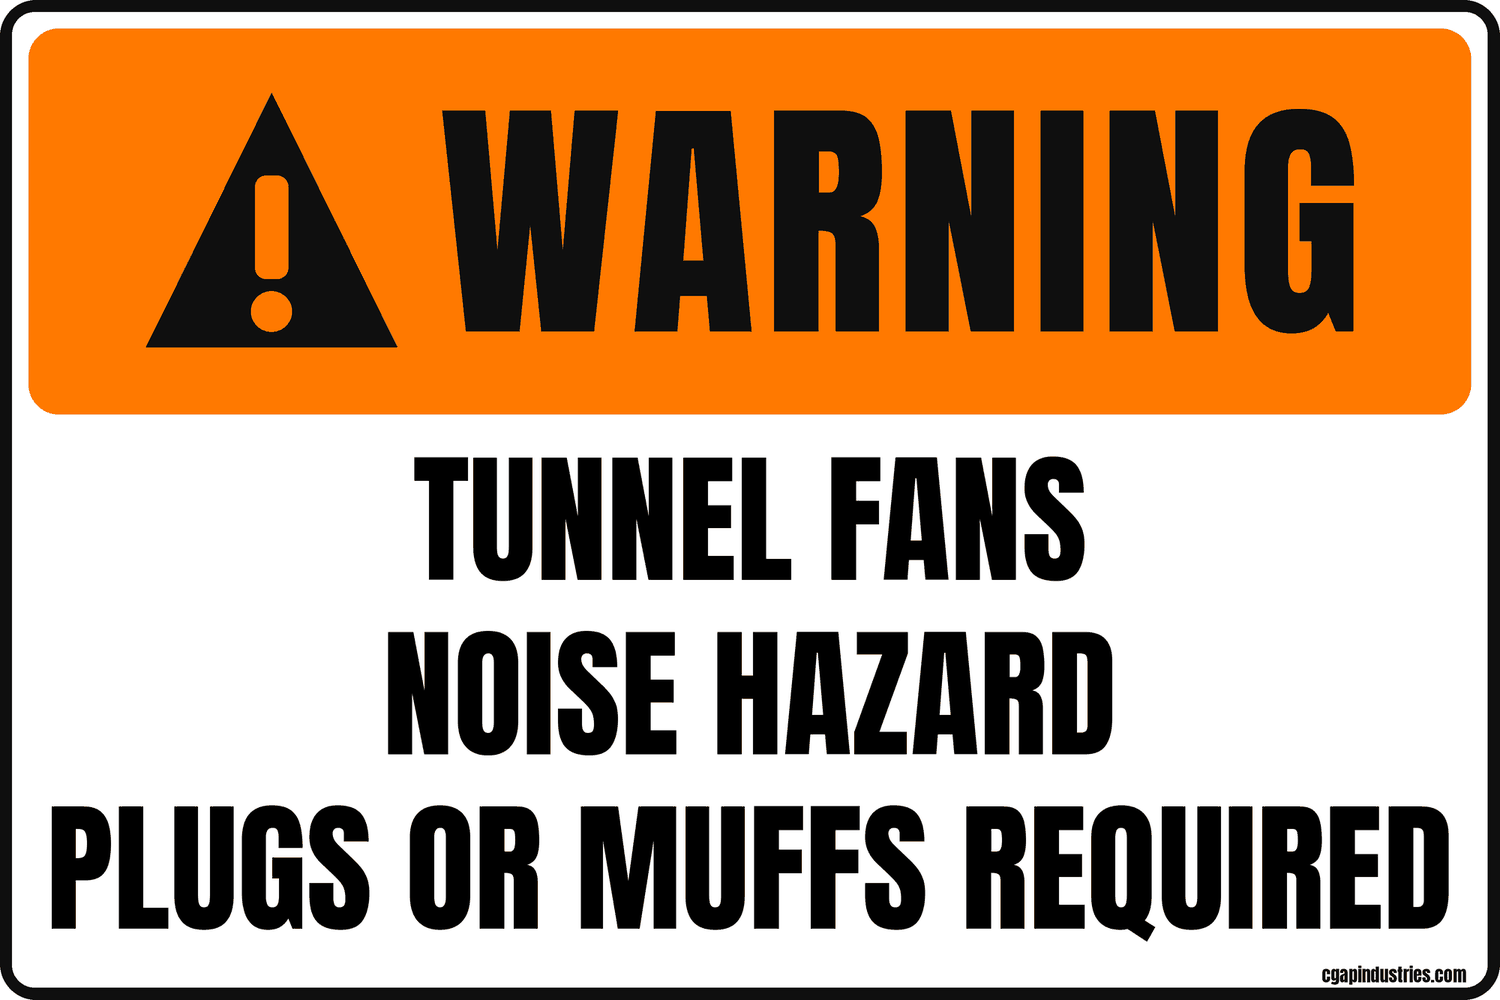 WARNING
TUNNEL FANS
NOISE HAZARD
PLUGS OR MUFFS REQUIRED
cgapindustries.com